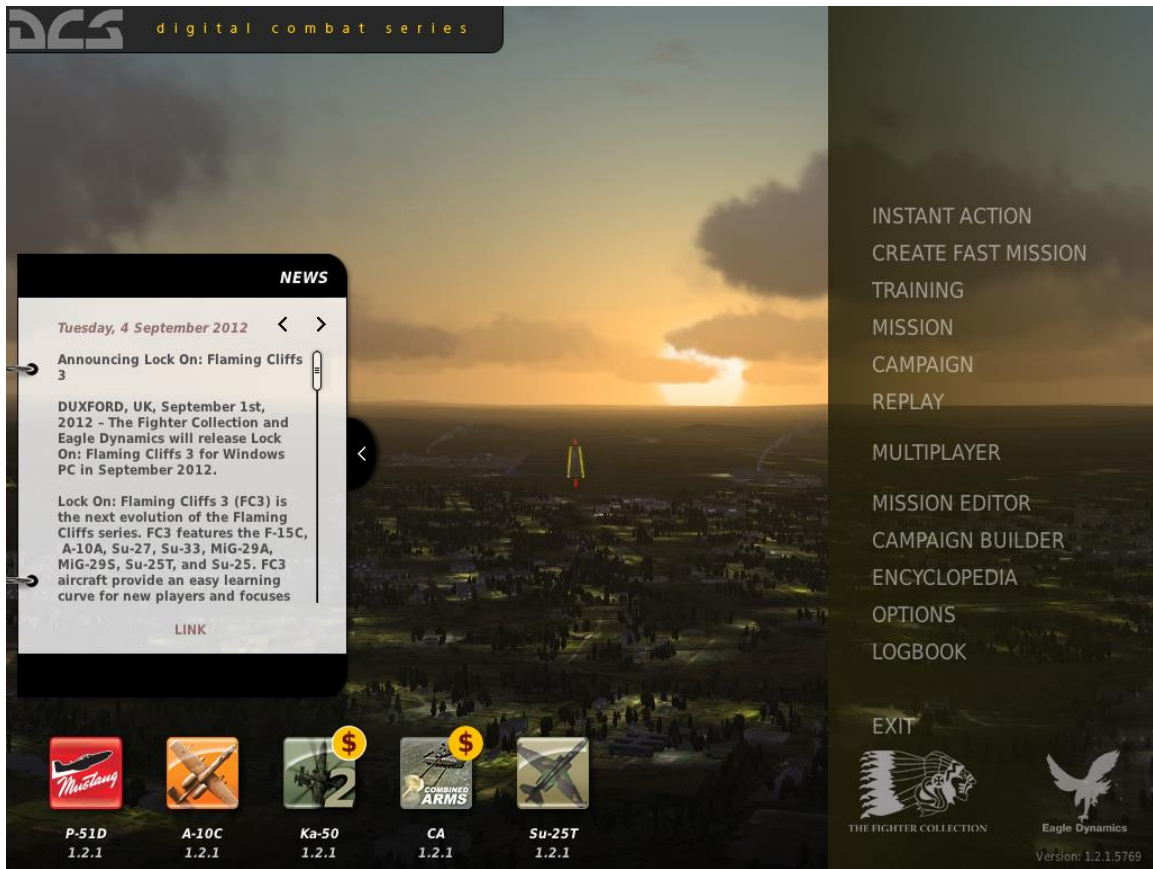 DCS
digital combat series
NEWS
Tuesday, 4 September 2012
Announcing Lock On: Flaming Cliffs
3
DUXFORD, UK, September 1st,
2012 – The Fighter Collection and
Eagle Dynamics will release Lock
On: Flaming Cliffs 3 for Windows
PC in September 2012.
Lock On: Flaming Cliffs 3 (FC3) is
the next evolution of the Flaming
Cliffs series. FC3 features the F-15C,
A-10A, Su-27, Su-33, MiG-29A,
MiG-29S, Su-25T, and Su-25. FC3
aircraft provide an easy learning
curve for new players and focuses
LINK
INSTANT ACTION
CREATE FAST MISSION
TRAINING
MISSION
CAMPAIGN
REPLAY
MULTIPLAYER
MISSION EDITOR
CAMPAIGN BUILDER
ENCYCLOPEDIA
OPTIONS
LOGBOOK
EXIT
Mustang
P-51D
1.2.1
A-10C
1.2.1
$
2
Ka-50
1.2.1
$
COMBINED
ARMS
CA
1.2.1
Su-25T
1.2.1
THE FIGHTER COLLECTION
Eagle Dynamics
Version: 1.2.1.5769